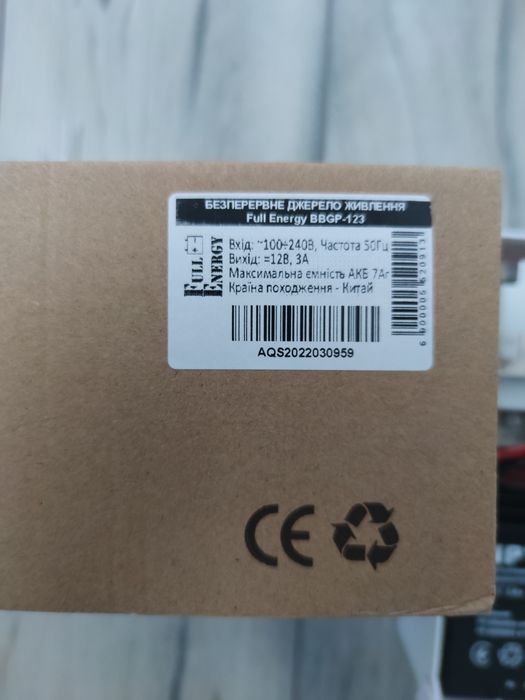 БЕЗПЕРЕРВНЕ ДЖЕРЕЛО ЖИВЛЕННЯ
Full Energy BBGP-123
FULL
ENERGY
Вхід: ~100÷240В, Частота 50Гц
Вихід: =12В, 3А
Максимальна ємність АКБ 7Аг
Країна походження - Китай
AQS2022030959
CE